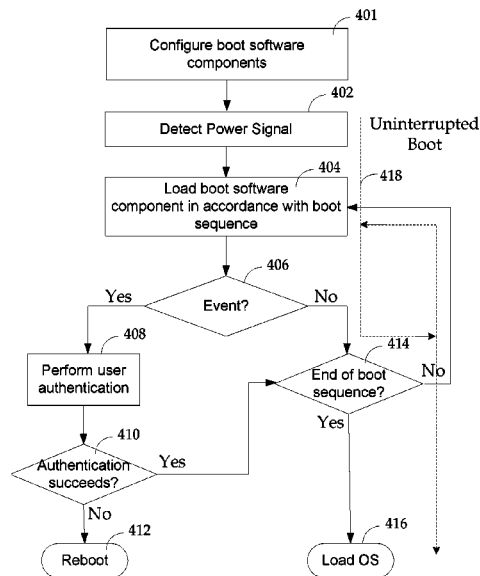 401
Configure boot software
components
402
Detect Power Signal
Uninterrupted
Boot
418
404
Load boot software
component in accordance with boot
sequence
406
Event?
Yes
No
408
Perform user
authentication
414
End of boot
sequence?
No
Yes
410
Authentication
succeeds?
Yes
No
412
Reboot
416
Load OS